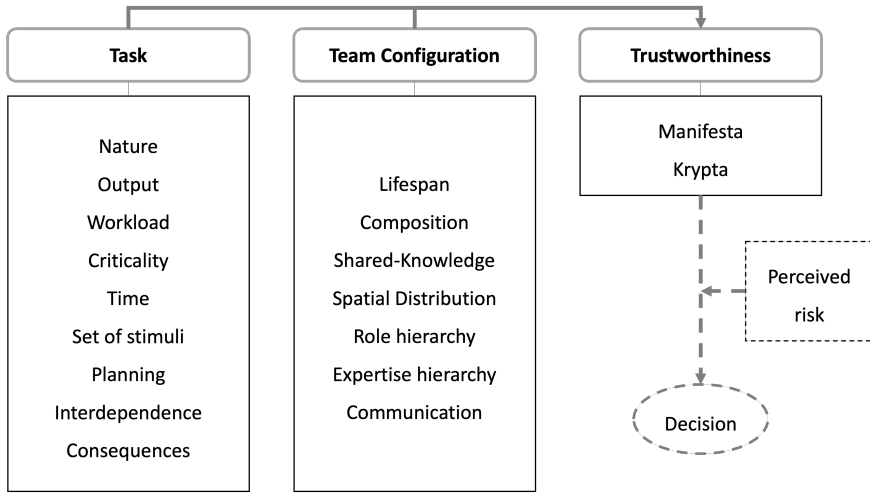 Task
Nature
Output
Workload
Criticality
Time
Set of stimuli
Planning
Interdependence
Consequences
Team Configuration
Lifespan
Composition
Shared-Knowledge
Spatial Distribution
Role hierarchy
Expertise hierarchy
Communication
Trustworthiness
Manifesta
Krypta
Perceived
risk
Decision